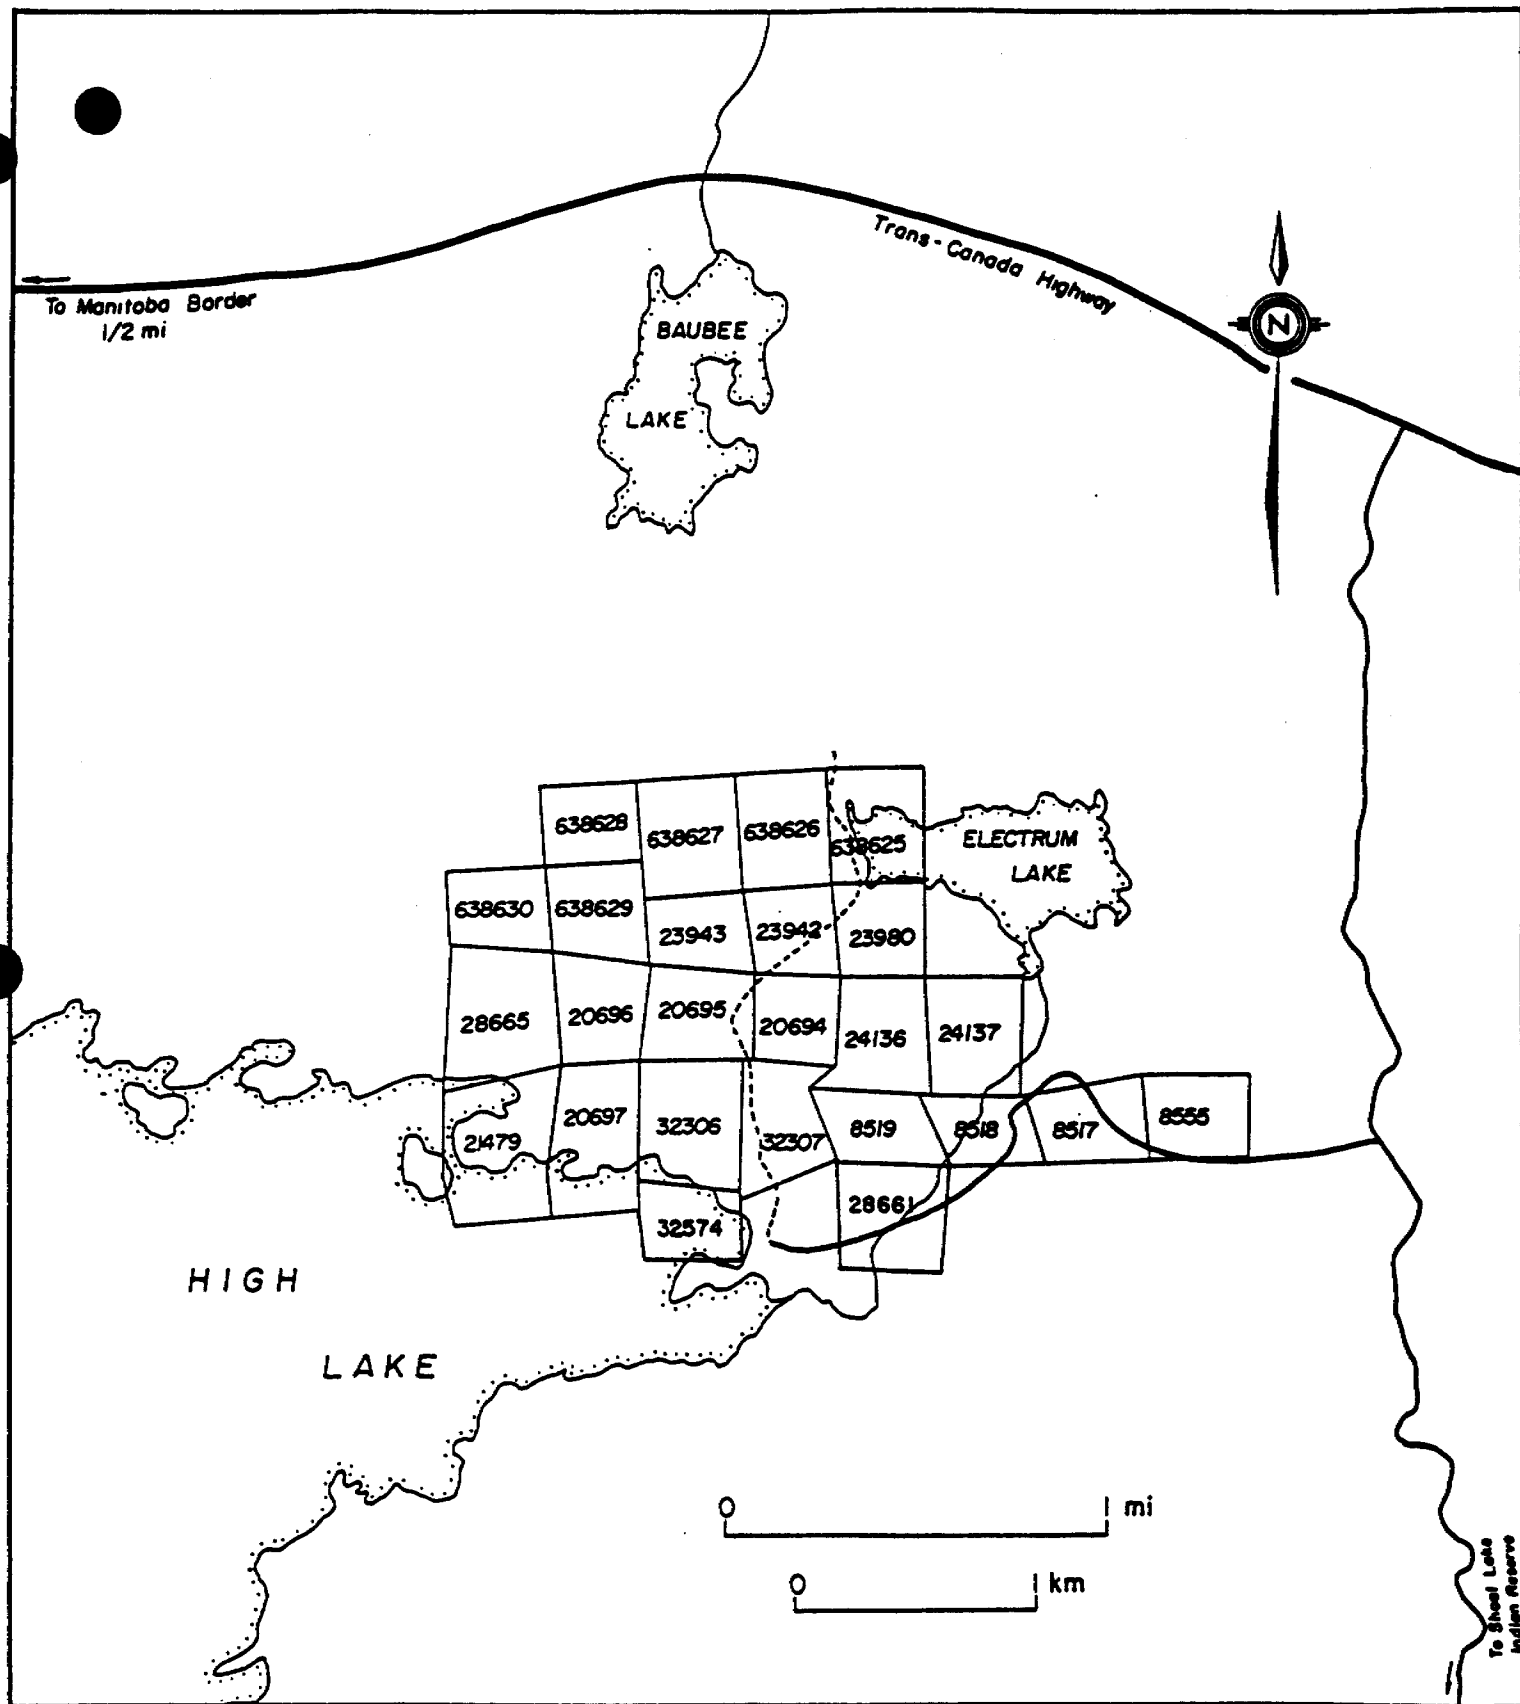 Trans-Canada Highway
To Manitoba Border
1/2 mi
N
BAUBEE
LAKE
638628
638627
638626
638625
ELECTRUM
LAKE
638630
638629
23943
23942
23980
28665
20696
20695
20694
24136
24137
21479
20697
32306
32307
8519
8518
8517
8555
32574
28661
HIGH
LAKE
0 1 mi
0 1 km
To Shoal Lake
Indian Reserve